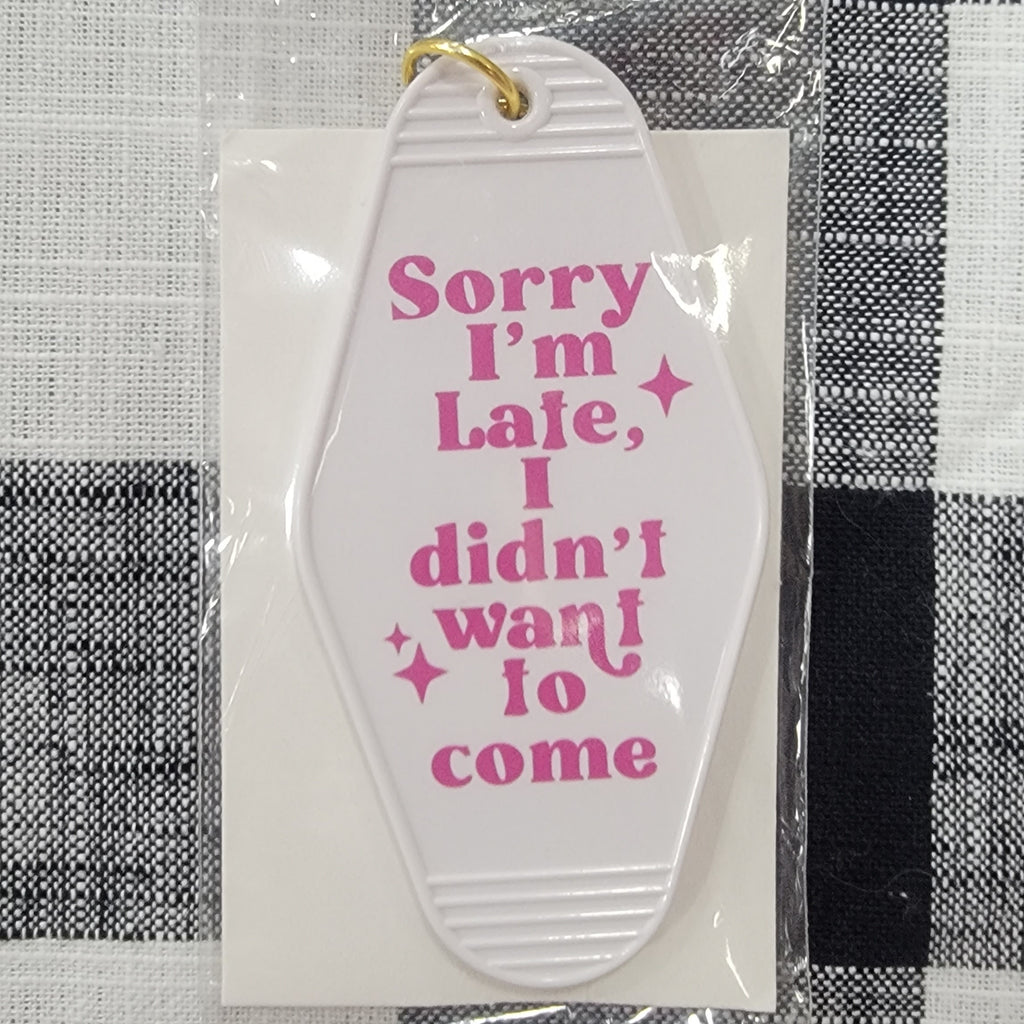 Sorry
I'm
Late,
I
didn't
want
to
come